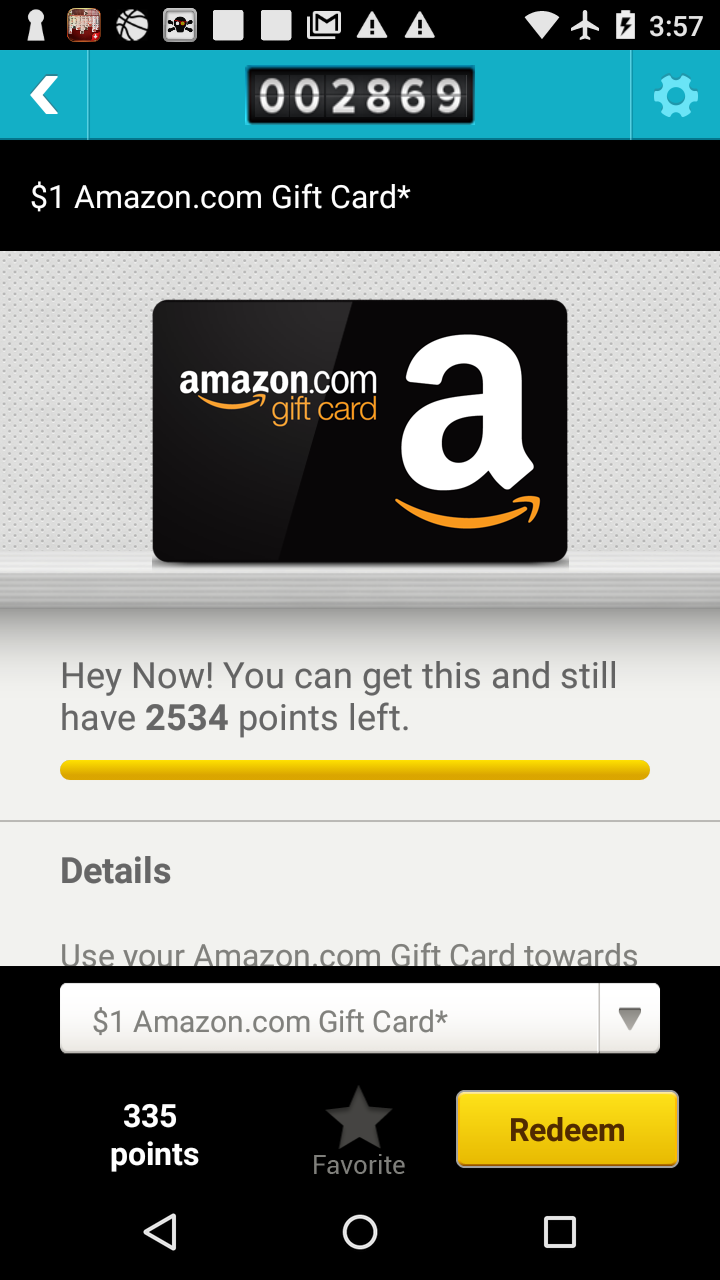 3:57
002869
$1 Amazon.com Gift Card*
amazon.com
gift card
a
Hey Now! You can get this and still
have 2534 points left.
Details
Use your Amazon.com Gift Card towards
$1 Amazon.com Gift Card*
335
points
Favorite
Redeem